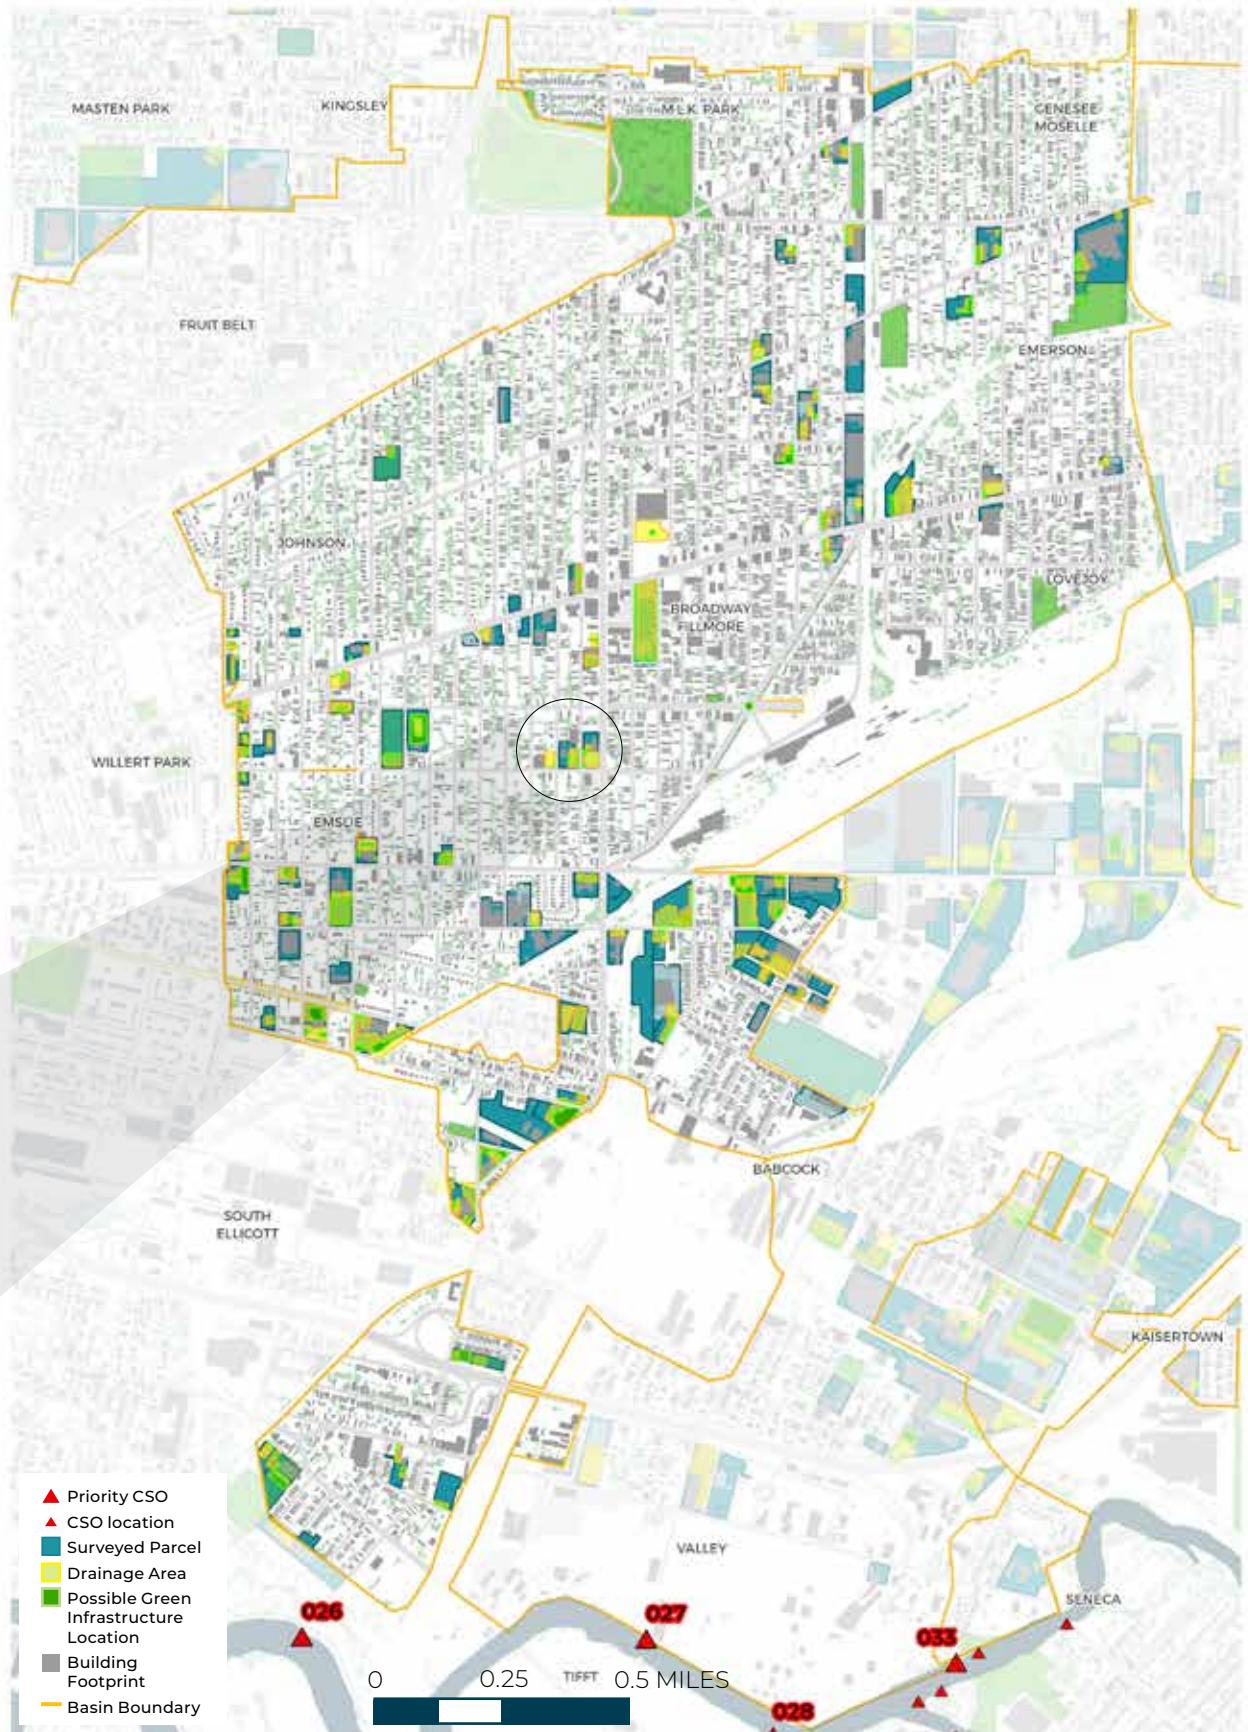 MASTEN PARK
KINGSLEY
M.L.K. PARK
GENESEE
MOSELLE
FRUIT BELT
EMERSON
JOHNSON
LOVEJOY
BROADWAY
FILLMORE
WILLERT PARK
EMSLIE
BABCOCK
SOUTH
ELLICOTT
KAISERTOWN
VALLEY
SENECA
026
027
033
028
TIFFT
0 0.25 0.5 MILES
Priority CSO
CSO location
Surveyed Parcel
Drainage Area
Possible Green
Infrastructure
Location
Building
Footprint
Basin Boundary